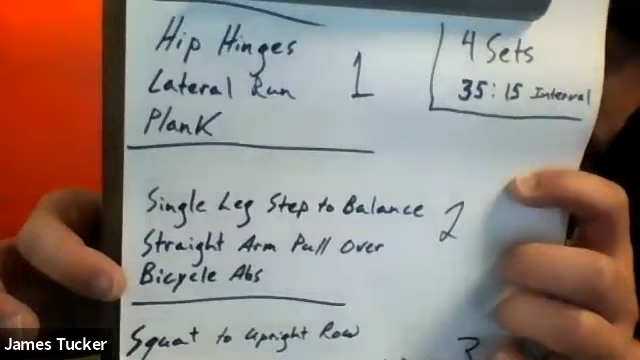 Hip Hinges
Lateral Run 1
Plank
4 Sets
35:15 Interval
Single Leg Step to Balance 2
Straight Arm Pull Over
Bicycle Abs
Squat to Upright Row
3
James Tucker